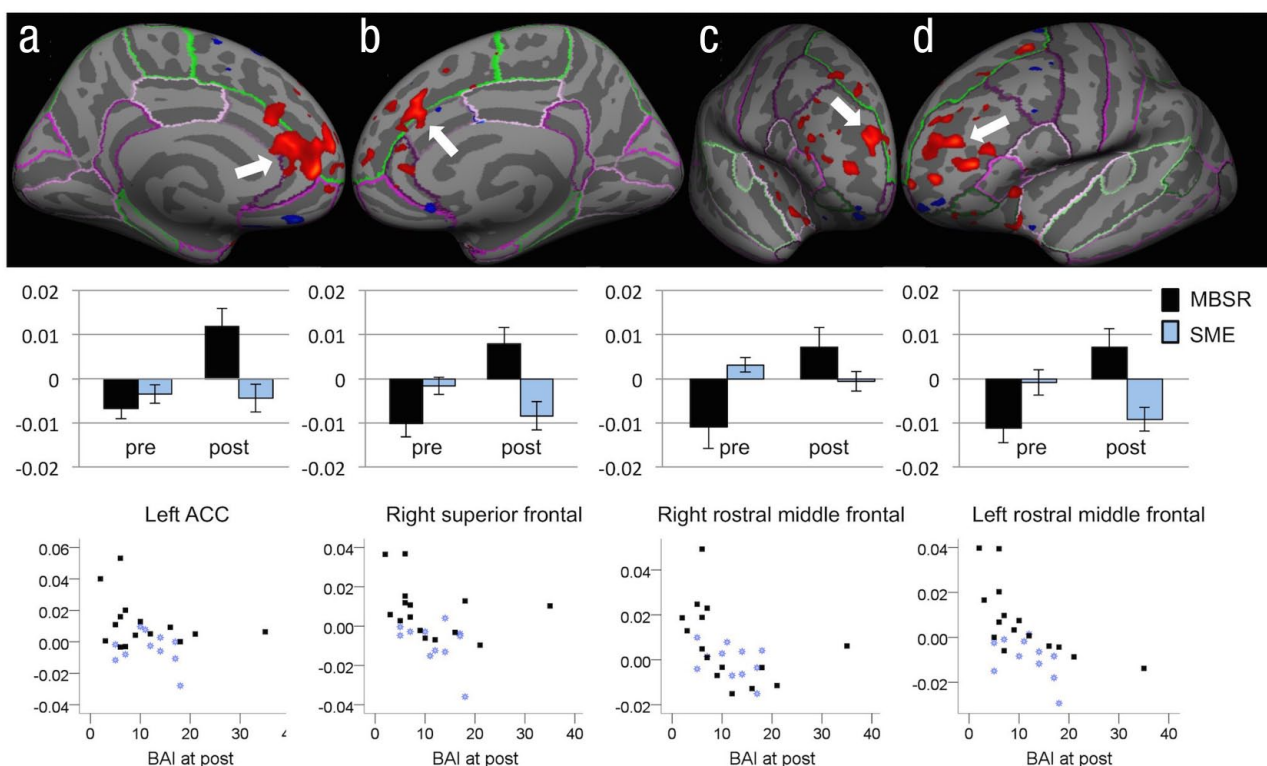 a
b
c
d
0.02
0.01
0
-0.01
-0.02
pre
post
0.02
0.01
0
-0.01
-0.02
pre
post
0.02
0.01
0
-0.01
-0.02
pre
post
0.02
0.01
0
-0.01
-0.02
pre
post
MBSR
SME
Left ACC
0.06
0.04
0.02
0.00
-0.02
-0.04
0
10
20
30
BAI at post
Right superior frontal
0.04
0.02
0.00
-0.02
-0.04
0
10
20
30
40
BAI at post
Right rostral middle frontal
0.06
0.04
0.02
0.00
-0.02
0
10
20
30
40
BAI at post
Left rostral middle frontal
0.04
0.02
0.00
-0.02
0
10
20
30
40
BAI at post